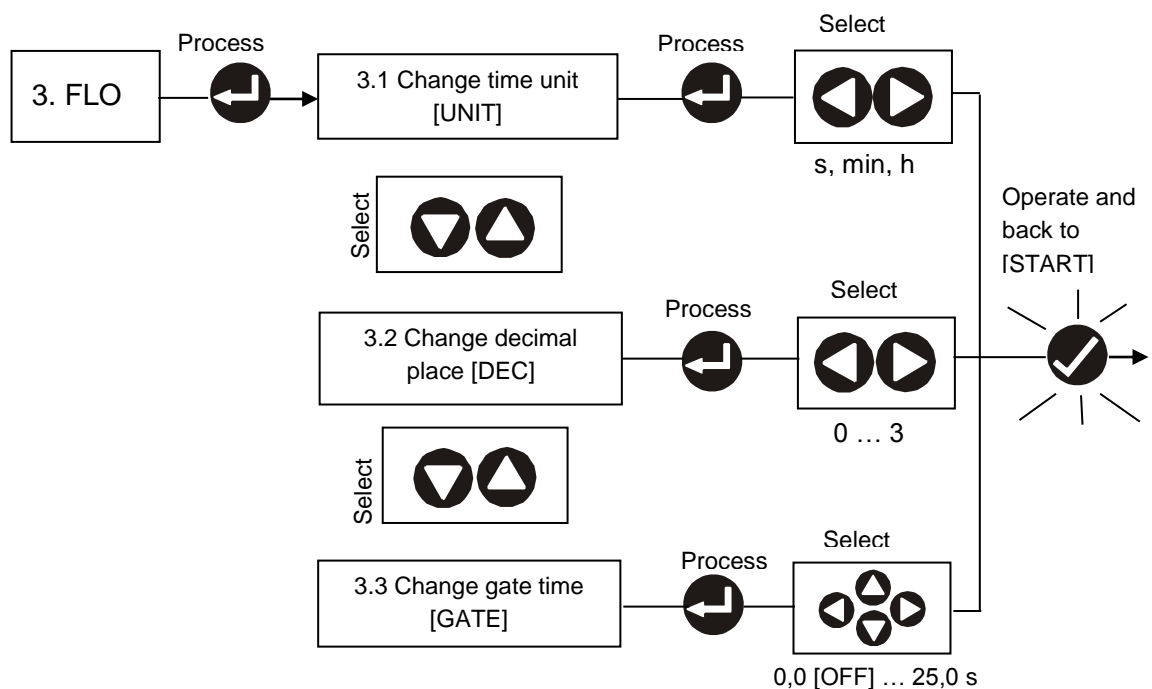 3. FLO
Process
3.1 Change time unit
[UNIT]
Process
Select
s, min, h
Select
Operate and
back to
[START]
3.2 Change decimal
place [DEC]
Process
Select
0 … 3
Select
3.3 Change gate time
[GATE]
Process
Select
0,0 [OFF] … 25,0 s